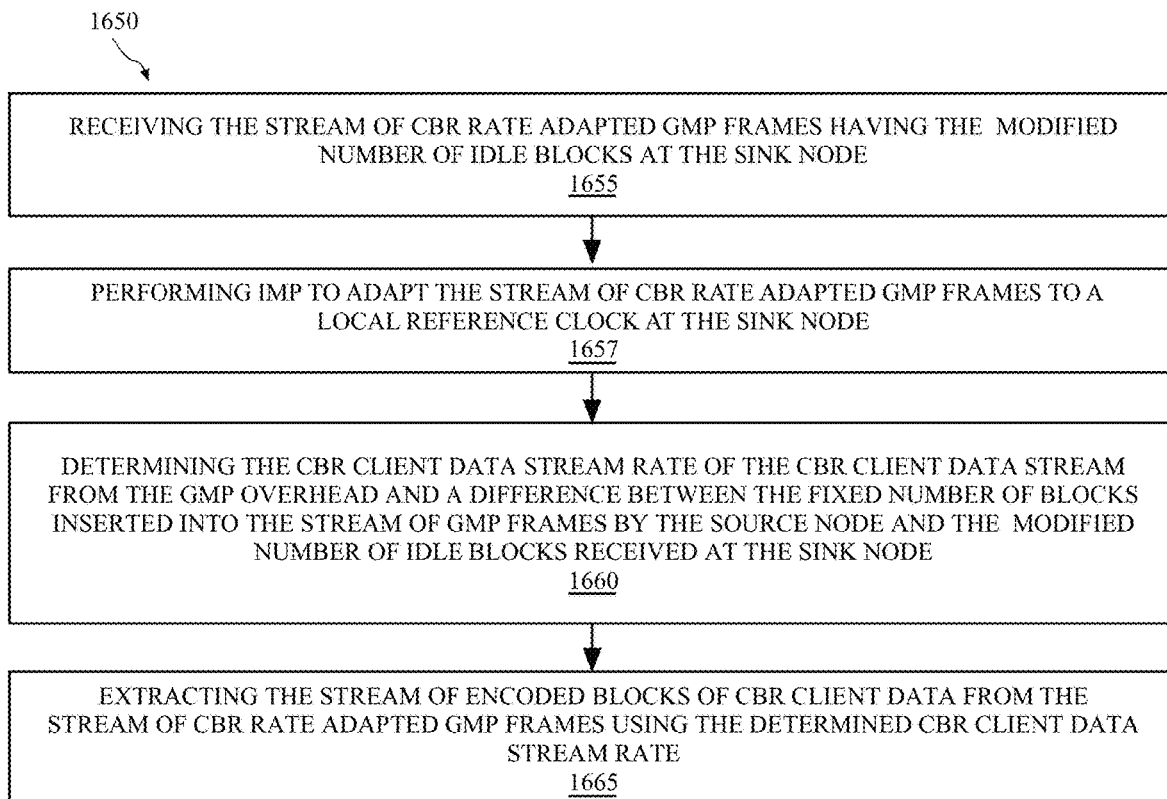 1650
RECEIVING THE STREAM OF CBR RATE ADAPTED GMP FRAMES HAVING THE MODIFIED
NUMBER OF IDLE BLOCKS AT THE SINK NODE
1655
PERFORMING IMP TO ADAPT THE STREAM OF CBR RATE ADAPTED GMP FRAMES TO A
LOCAL REFERENCE CLOCK AT THE SINK NODE
1657
DETERMINING THE CBR CLIENT DATA STREAM RATE OF THE CBR CLIENT DATA STREAM
FROM THE GMP OVERHEAD AND A DIFFERENCE BETWEEN THE FIXED NUMBER OF BLOCKS
INSERTED INTO THE STREAM OF GMP FRAMES BY THE SOURCE NODE AND THE MODIFIED
NUMBER OF IDLE BLOCKS RECEIVED AT THE SINK NODE
1660
EXTRACTING THE STREAM OF ENCODED BLOCKS OF CBR CLIENT DATA FROM THE
STREAM OF CBR RATE ADAPTED GMP FRAMES USING THE DETERMINED CBR CLIENT DATA
STREAM RATE
1665